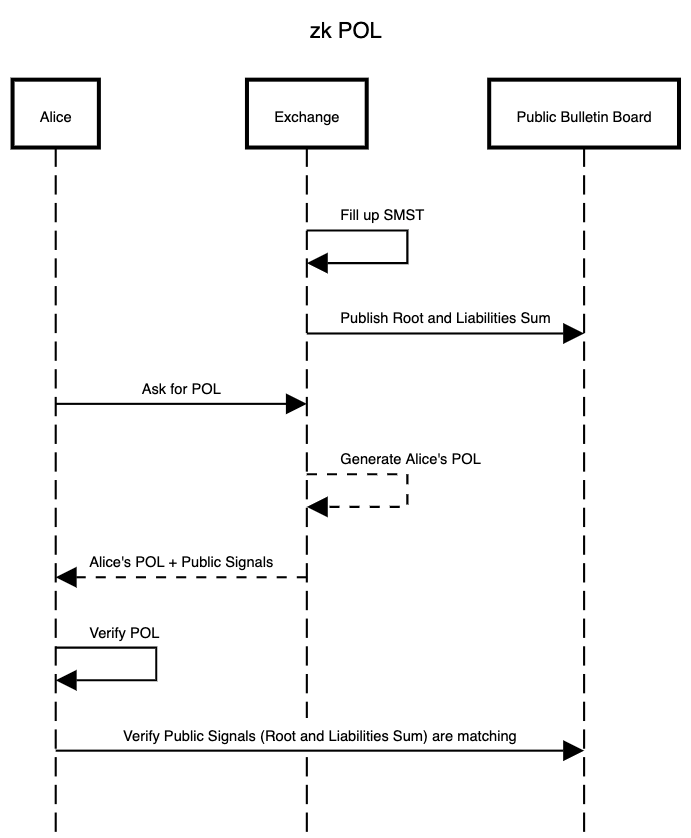 zk POL
Alice
Exchange
Public Bulletin Board
Fill up SMST
Publish Root and Liabilities Sum
Ask for POL
Generate Alice's POL
Alice's POL + Public Signals
Verify POL
Verify Public Signals (Root and Liabilities Sum) are matching